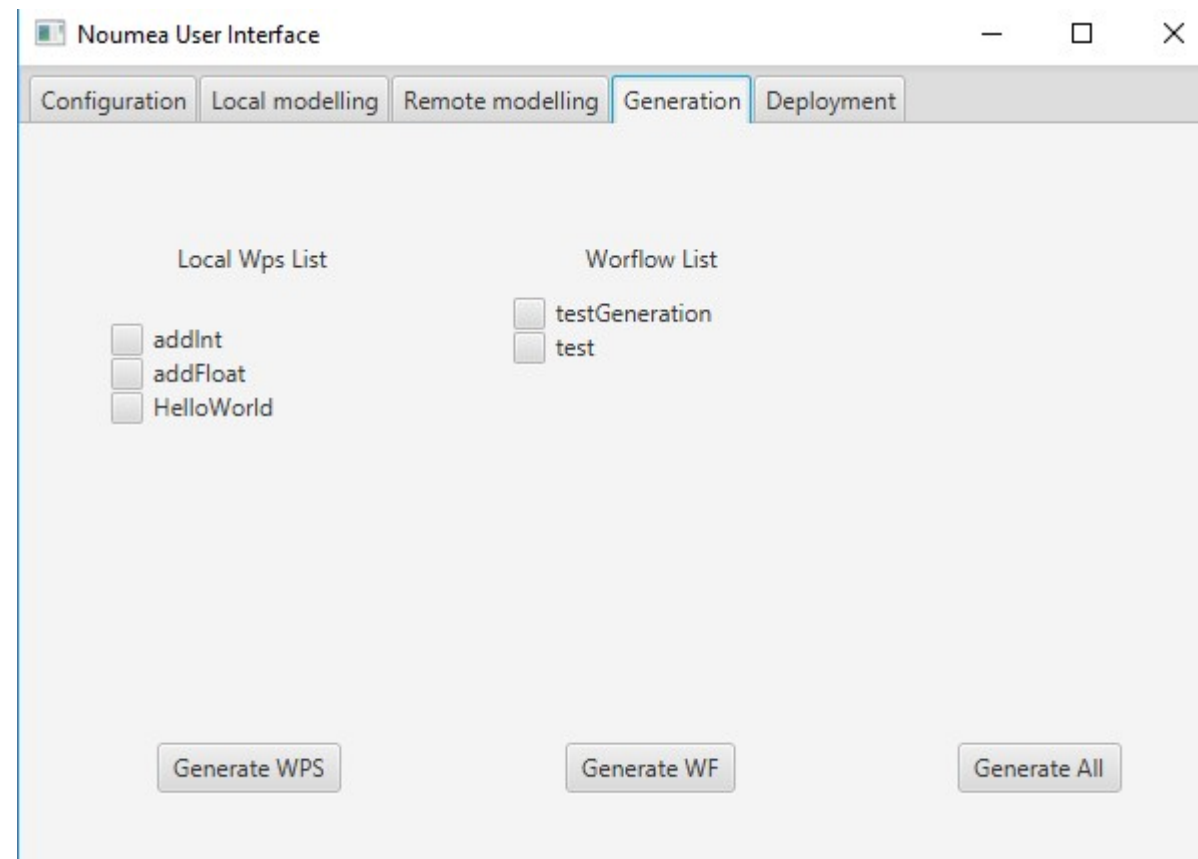 Noumea User Interface
Configuration Local modelling Remote modelling Generation Deployment
Local Wps List
addInt
addFloat
HelloWorld
Worflow List
testGeneration
test
Generate WPS Generate WF Generate All